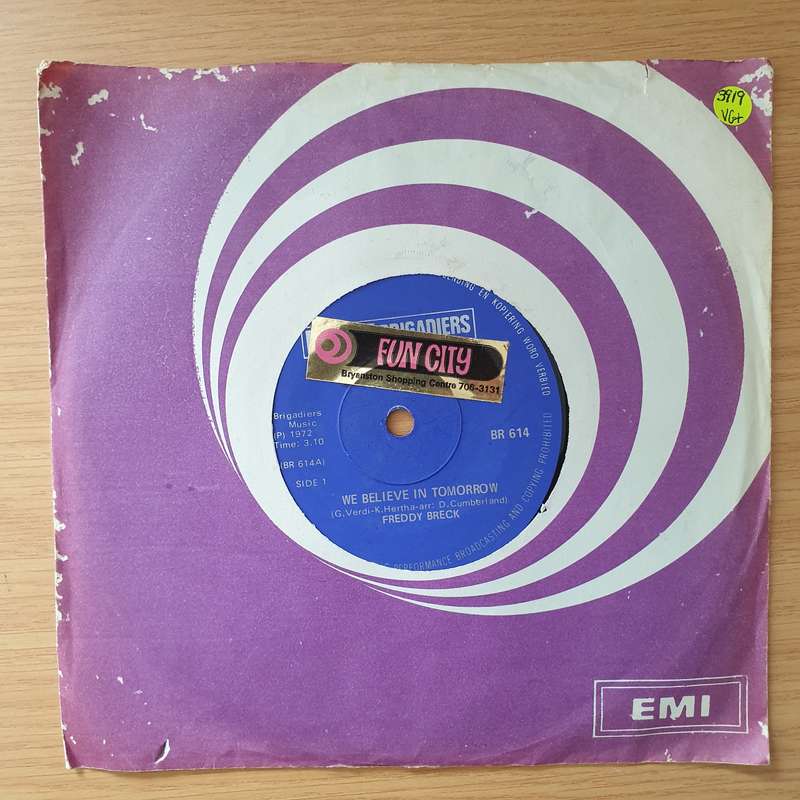 3919
VG+
BRIGADIERS
FUN CITY
Bryanston Shopping Centre 706-3131
EN KOPIERING WORD VERBIED
Brigadiers
Music
(P) 1972
Time: 3.10
(BR 614A)
SIDE 1
BR 614
WE BELIEVE IN TOMORROW
(G.Verdi-K.Hertha-arr: D.Cumberland)
FREDDY BRECK
PERFORMANCE BROADCASTING AND COPYING PROHIBITED
EMI